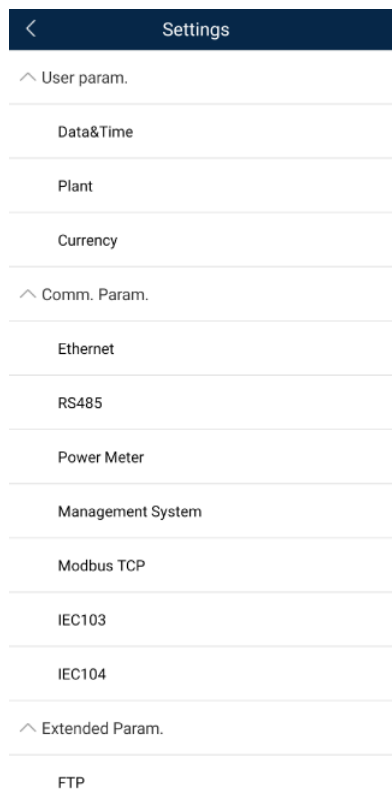 Settings
User param.
Data&Time
Plant
Currency
Comm. Param.
Ethernet
RS485
Power Meter
Management System
Modbus TCP
IEC103
IEC104
Extended Param.
FTP